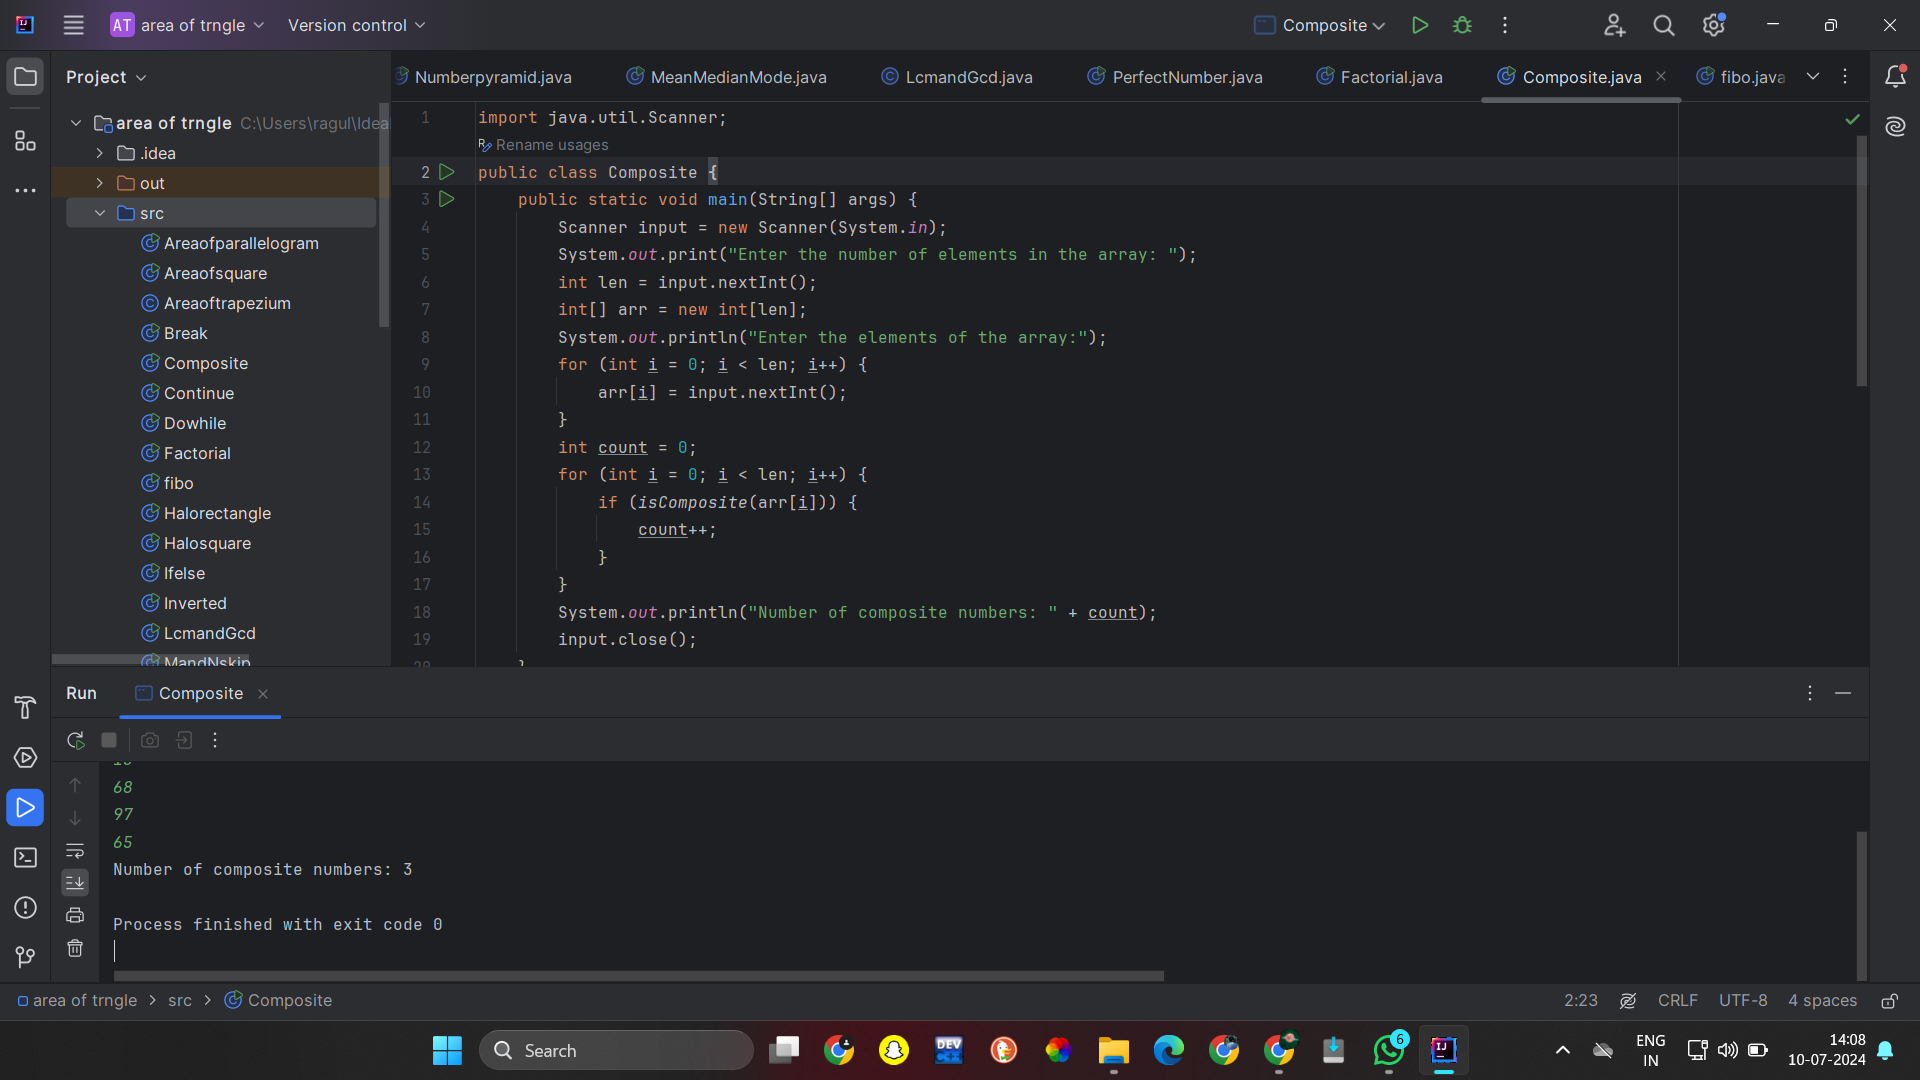 AT area of trngle Version control Composite
Project Numberpyramid.java MeanMedianMode.java LcmandGcd.java PerfectNumber.java Factorial.java Composite.java fibo.java
area of trngle C:\Users\ragul\Idea
.idea
out
src
Areaofparallelogram
Areaofsquare
Areaoftrapezium
Break
Composite
Continue
Dowhile
Factorial
fibo
Halorectangle
Halosquare
Ifelse
Inverted
LcmandGcd
MandNskip
1 import java.util.Scanner;
Rename usages
2 public class Composite {
3 public static void main(String[] args) {
4 Scanner input = new Scanner(System.in);
5 System.out.print("Enter the number of elements in the array: ");
6 int len = input.nextInt();
7 int[] arr = new int[len];
8 System.out.println("Enter the elements of the array:");
9 for (int i = 0; i < len; i++) {
10 arr[i] = input.nextInt();
11 }
12 int count = 0;
13 for (int i = 0; i < len; i++) {
14 if (isComposite(arr[i])) {
15 count++;
16 }
17 }
18 System.out.println("Number of composite numbers: " + count);
19 input.close();
20 }
Run Composite
68
97
65
Number of composite numbers: 3
Process finished with exit code 0
area of trngle > src > Composite 2:23 CRLF UTF-8 4 spaces
Search DEV C++ 6 IJ ENG IN 14:08
10-07-2024